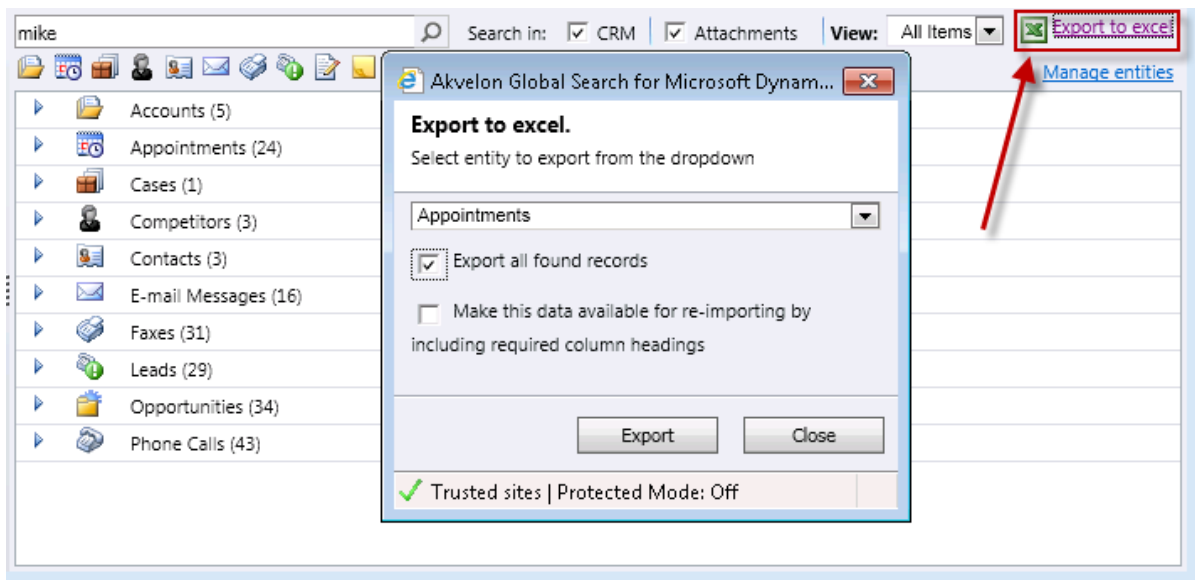 mike
Search in: CRM Attachments View: All Items Export to excel
Manage entities
Accounts (5)
Appointments (24)
Cases (1)
Competitors (3)
Contacts (3)
E-mail Messages (16)
Faxes (31)
Leads (29)
Opportunities (34)
Phone Calls (43)
Akvelon Global Search for Microsoft Dynam...
Export to excel.
Select entity to export from the dropdown
Appointments
Export all found records
Make this data available for re-importing by
including required column headings
Export Close
Trusted sites | Protected Mode: Off